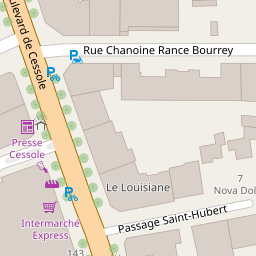 Boulevard de Cessole
Rue Chanoine Rance Bourrey
Presse
Cessole
Le Louisiane
7
Nova Dol
Passage Saint-Hubert
Intermarché
Express
143